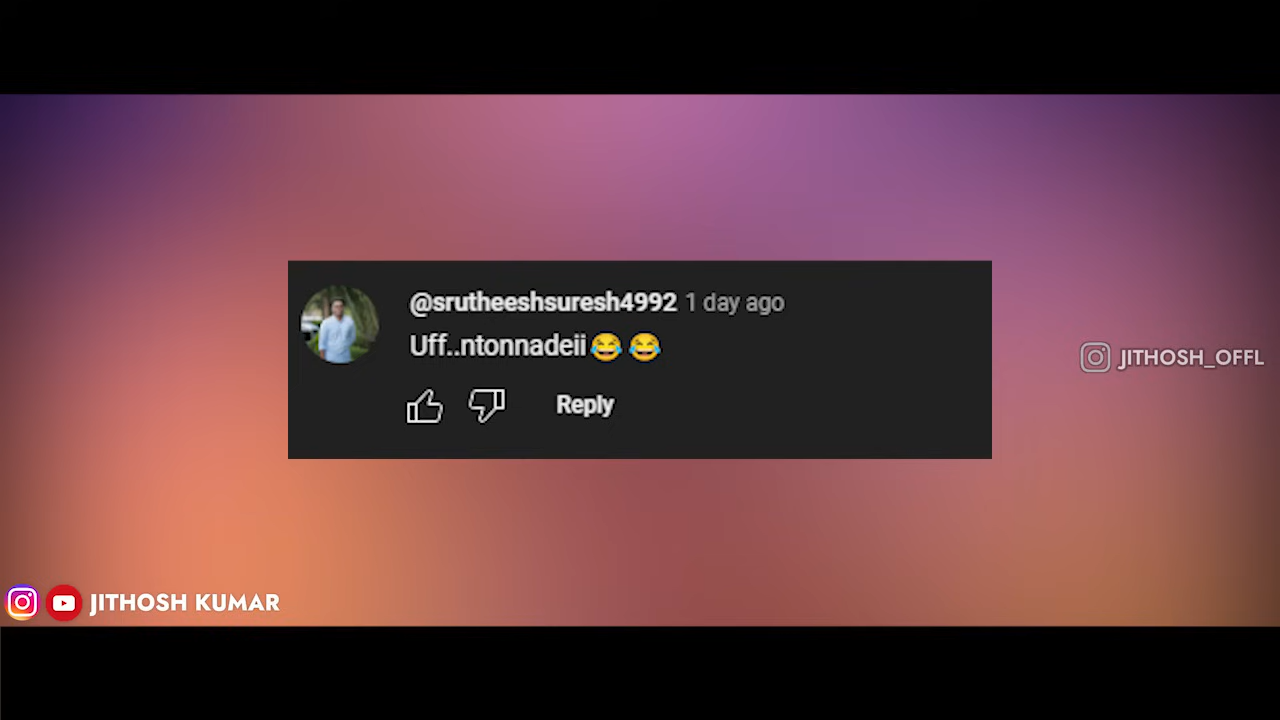 @srutheeshsuresh4992 1 day ago
Uff..ntonnadeii😂😂
Reply
JITHOSH_OFFL
JITHOSH KUMAR